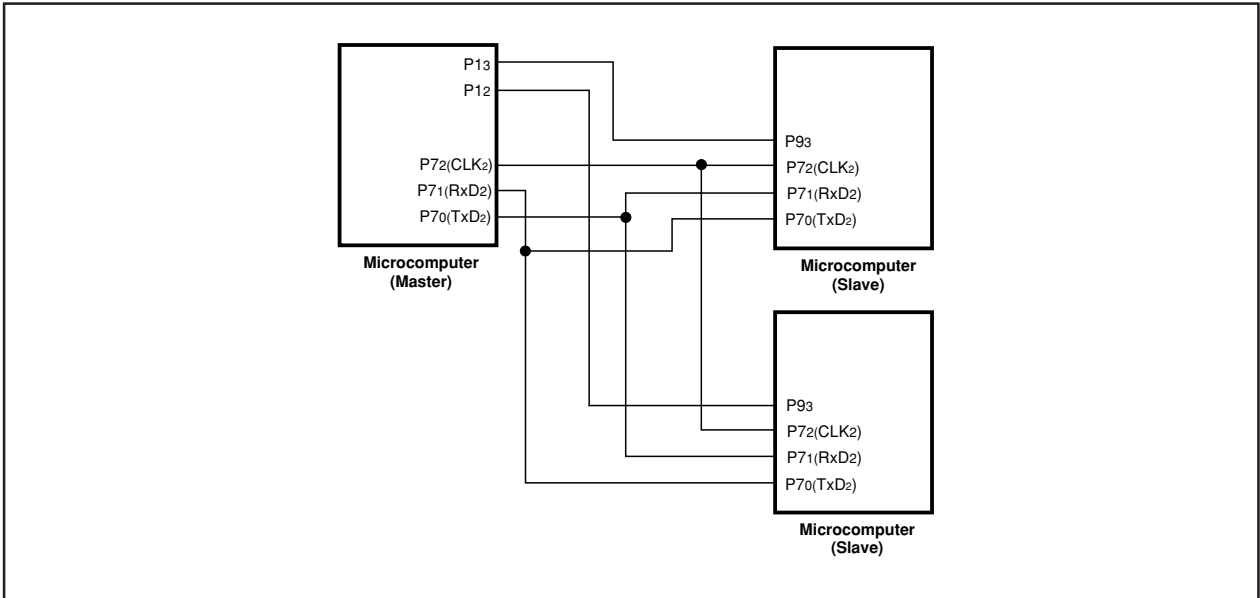 P13
P12
P72(CLK2)
P71(RxD2)
P70(TxD2)
Microcomputer
(Master)
P93
P72(CLK2)
P71(RxD2)
P70(TxD2)
Microcomputer
(Slave)
P93
P72(CLK2)
P71(RxD2)
P70(TxD2)
Microcomputer
(Slave)